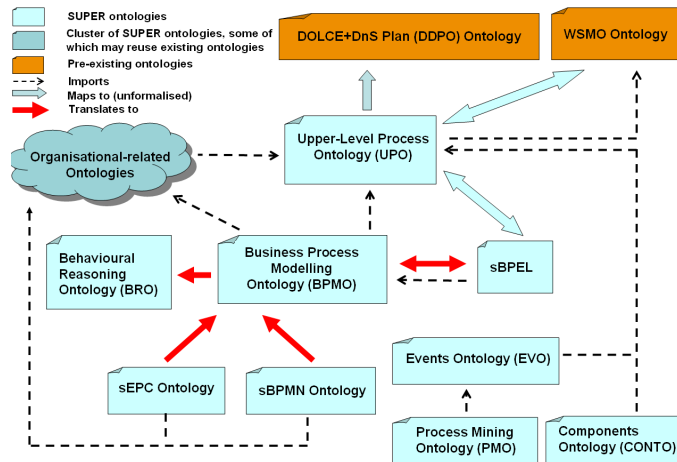 SUPER ontologies
Cluster of SUPER ontologies, some of
which may reuse existing ontologies
Pre-existing ontologies
Imports
Maps to (unformalised)
Translates to
DOLCE+DnS Plan (DDPO) Ontology
WSMO Ontology
Upper-Level Process
Ontology (UPO)
Organisational-related
Ontologies
Behavioural
Reasoning
Ontology (BRO)
Business Process
Modelling
Ontology (BPMO)
sBPEL
Events Ontology (EVO)
sEPC Ontology
sBPMN Ontology
Process Mining
Ontology (PMO)
Components
Ontology (CONTO)